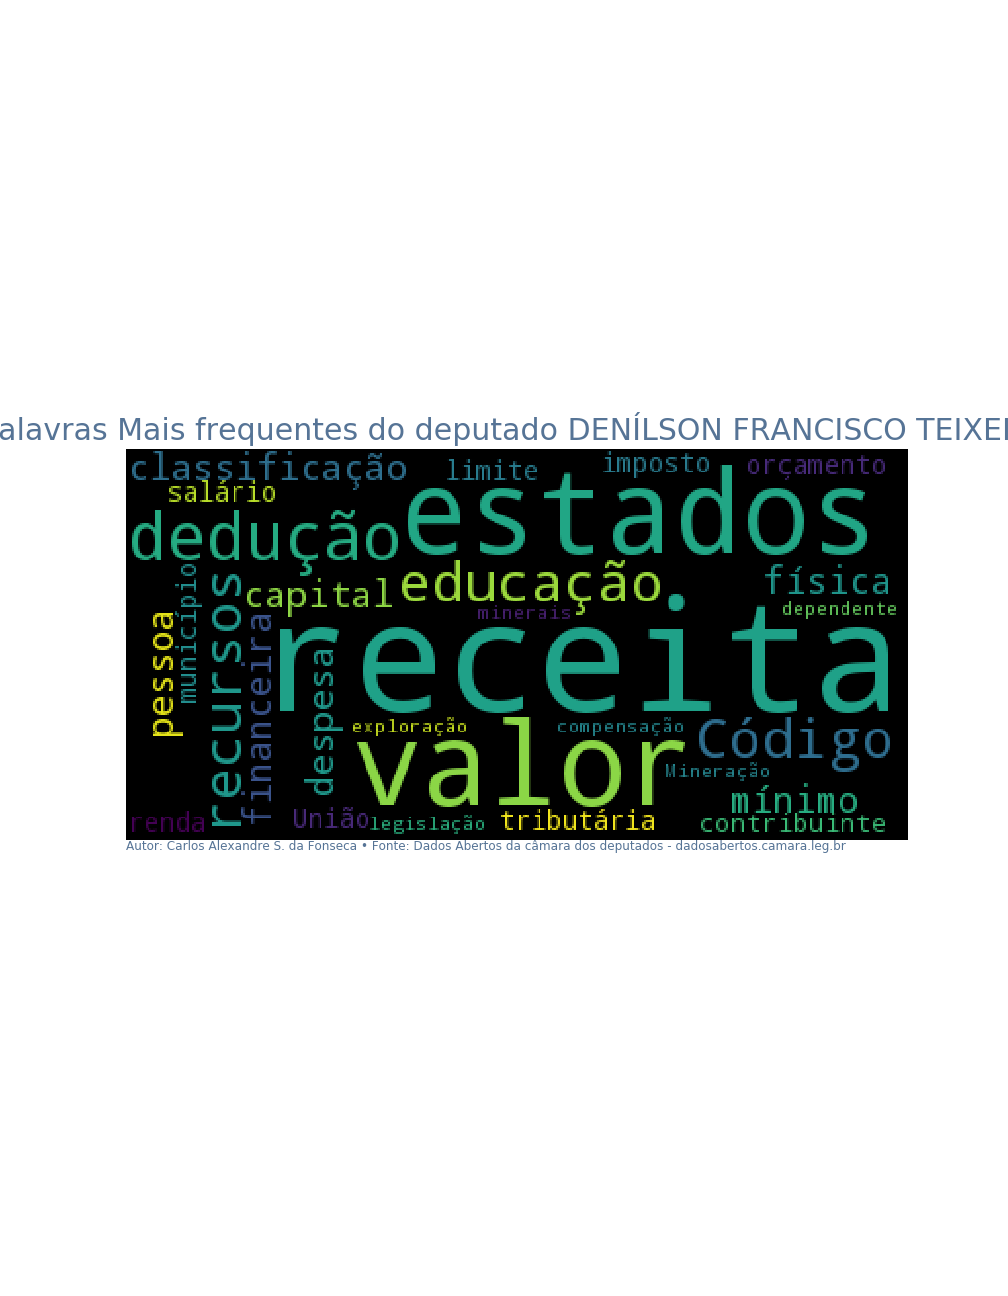 alavras Mais frequentes do deputado DENÍLSON FRANCISCO TEIXEI
classificação
limite
imposto
orçamento
salário
estados
dedução
educação
física
capital
município
recursos
minerais
dependente
pessoa
financeira
receita
despesa
exploração
compensação
valor
Código
Mineração
mínimo
renda
União
legislação
tributária
contribuinte
Autor: Carlos Alexandre S. da Fonseca • Fonte: Dados Abertos da câmara dos deputados - dadosabertos.camara.leg.br